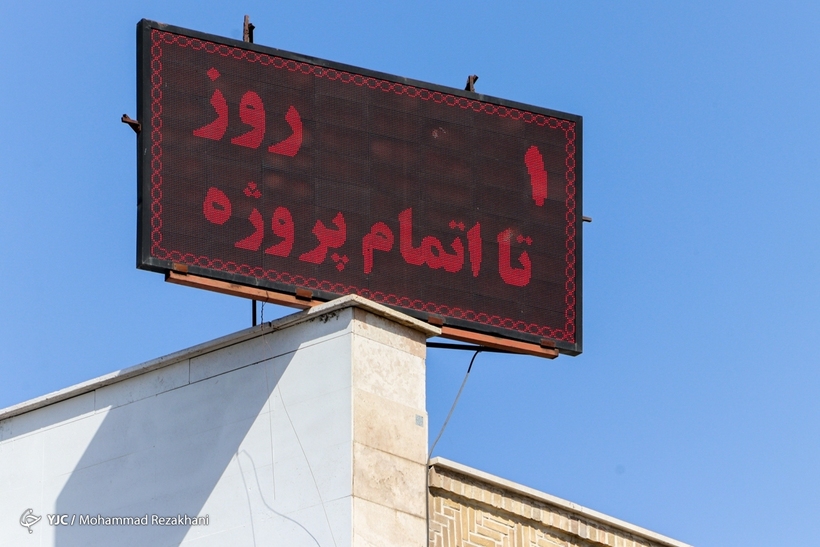 ۱ روز
تا اتمام پروژه
YJC / Mohammad Rezakhani